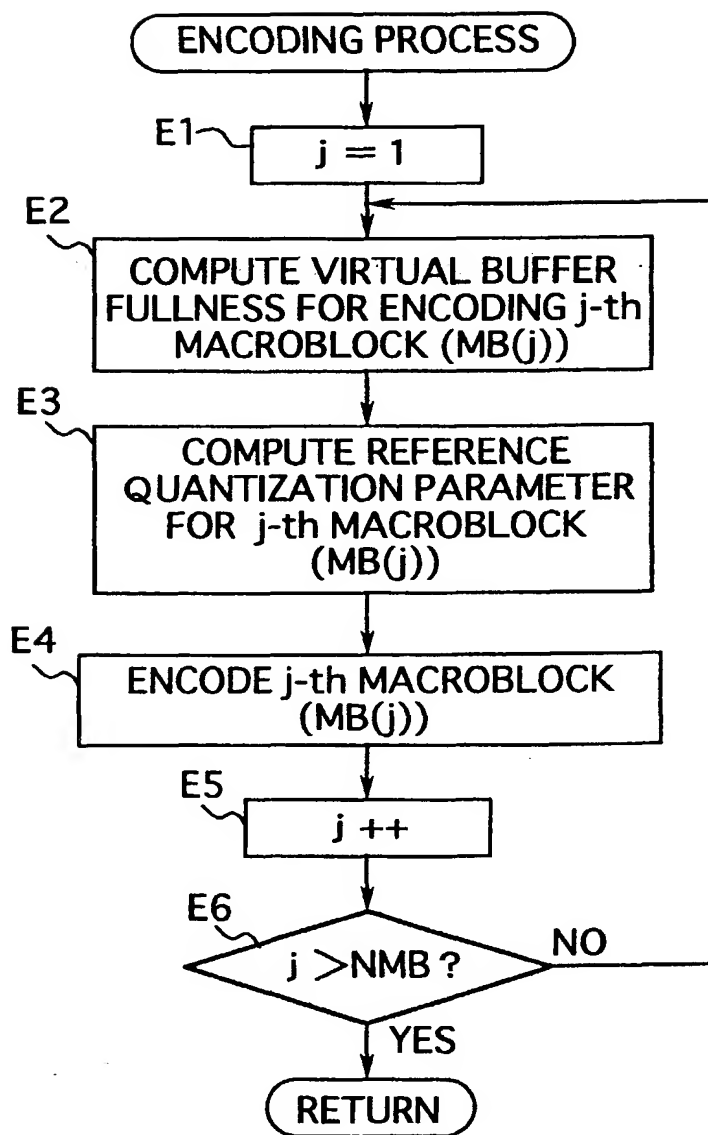 ENCODING PROCESS
E1
j = 1
E2
COMPUTE VIRTUAL BUFFER
FULLNESS FOR ENCODING j-th
MACROBLOCK (MB(j))
E3
COMPUTE REFERENCE
QUANTIZATION PARAMETER
FOR j-th MACROBLOCK
(MB(j))
E4
ENCODE j-th MACROBLOCK
(MB(j))
E5
j ++
E6
j >NMB ?
NO
YES
RETURN